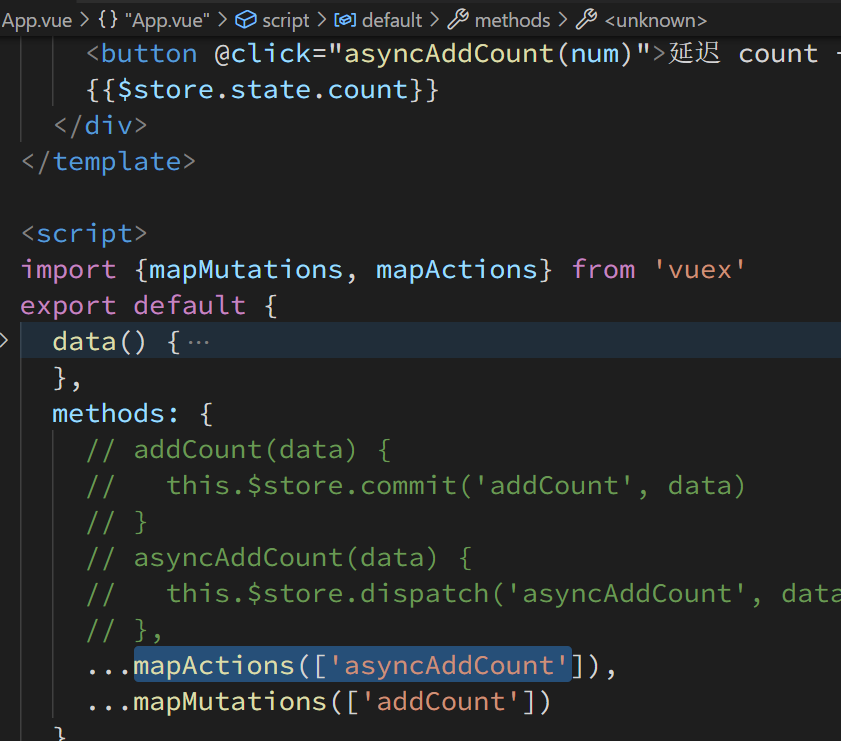 App.vue > {} "App.vue" > script > default > methods > <unknown>
<button @click="asyncAddCount(num)">延迟 count
{{$store.state.count}}
</div>
</template>
<script>
import {mapMutations, mapActions} from 'vuex'
export default {
data() { ···
},
methods: {
// addCount(data) {
//   this.$store.commit('addCount', data)
// }
// asyncAddCount(data) {
//   this.$store.dispatch('asyncAddCount', data
// },
...mapActions(['asyncAddCount']),
...mapMutations(['addCount'])
}